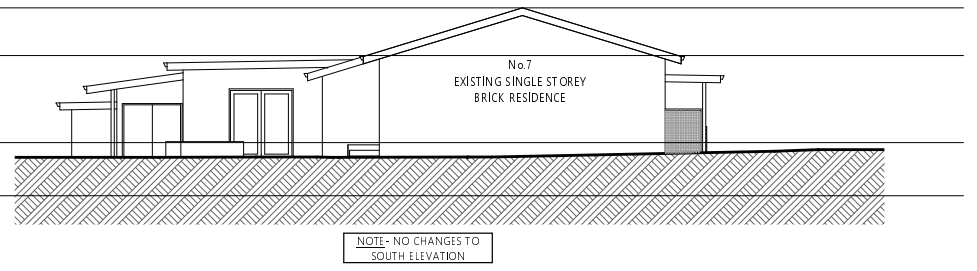 No.7
EXISTING SINGLE STOREY
BRICK RESIDENCE
NOTE- NO CHANGES TO
SOUTH ELEVATION